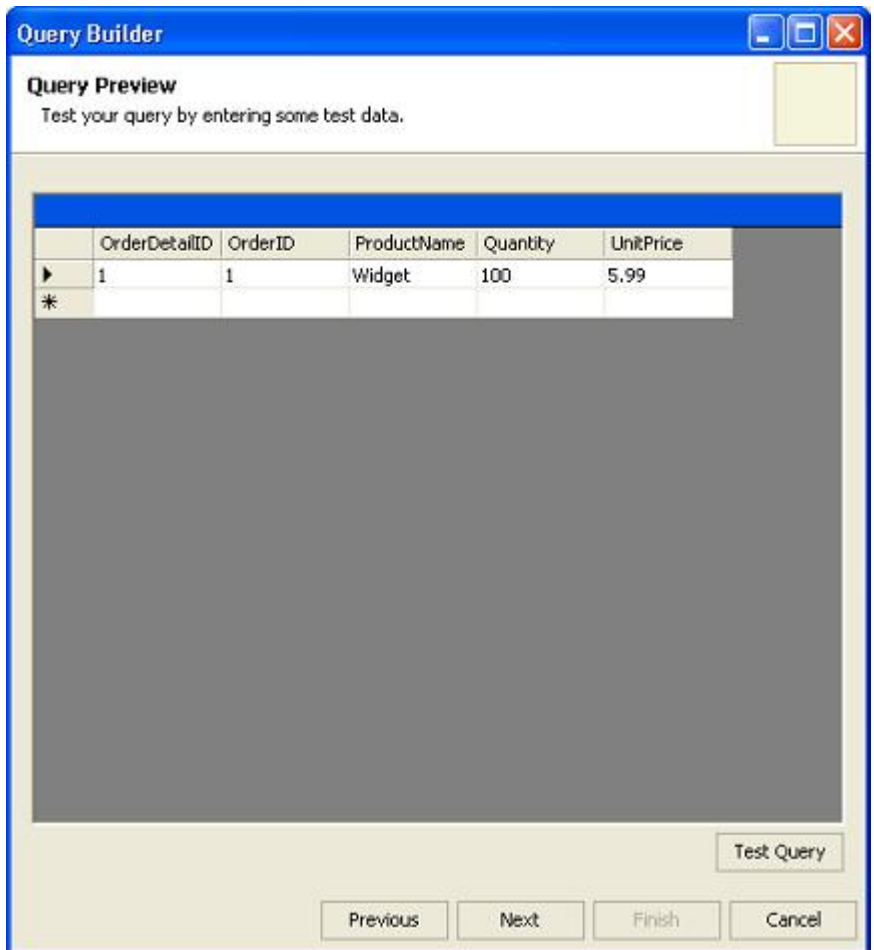 Query Builder
Query Preview
Test your query by entering some test data.
OrderDetailID OrderID ProductName Quantity UnitPrice
1 1 Widget 100 5.99
Test Query
Previous Next Finish Cancel